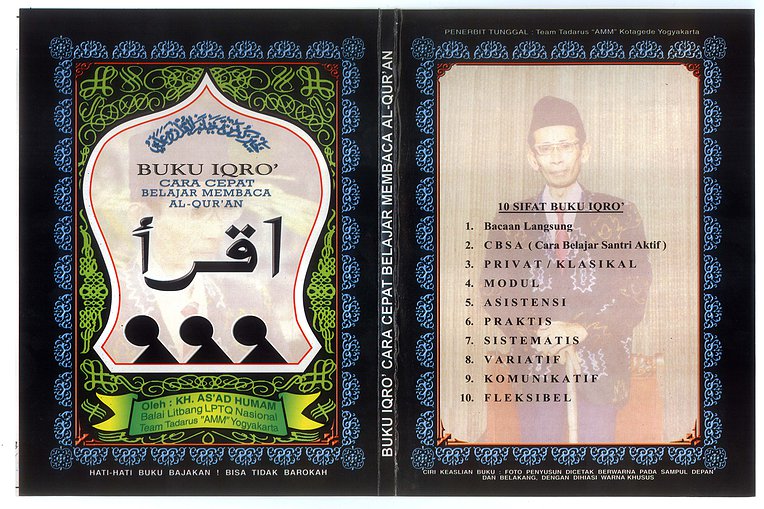 BUKU IQRO'
CARA CEPAT
BELAJAR MEMBACA
AL-QUR'AN
اقرأ
Oleh : KH. AS'AD HUMAM
Balai Litbang LPTQ Nasional
Team Tadarus "AMM" Yogyakarta
HATI-HATI BUKU BAJAKAN ! BISA TIDAK BAROKAH
BUKU IQRO' CARA CEPAT BELAJAR MEMBACA AL-QUR'AN
PENERBIT TUNGGAL : Team Tadarus "AMM" Kotagede Yogyakarta
10 SIFAT BUKU IQRO'
1. Bacaan Langsung
2. CBSA ( Cara Belajar Santri Aktif )
3. PRIVAT / KLASIKAL
4. MODUL
5. ASISTENSI
6. PRAKTIS
7. SISTEMATIS
8. VARIATIF
9. KOMUNIKATIF
10. FLEKSIBEL
CIRI KEASLIAN BUKU : FOTO PENYUSUN DICETAK BERWARNA PADA SAMPUL DEPAN
DAN BELAKANG, DENGAN DIHIASI WARNA KHUSUS